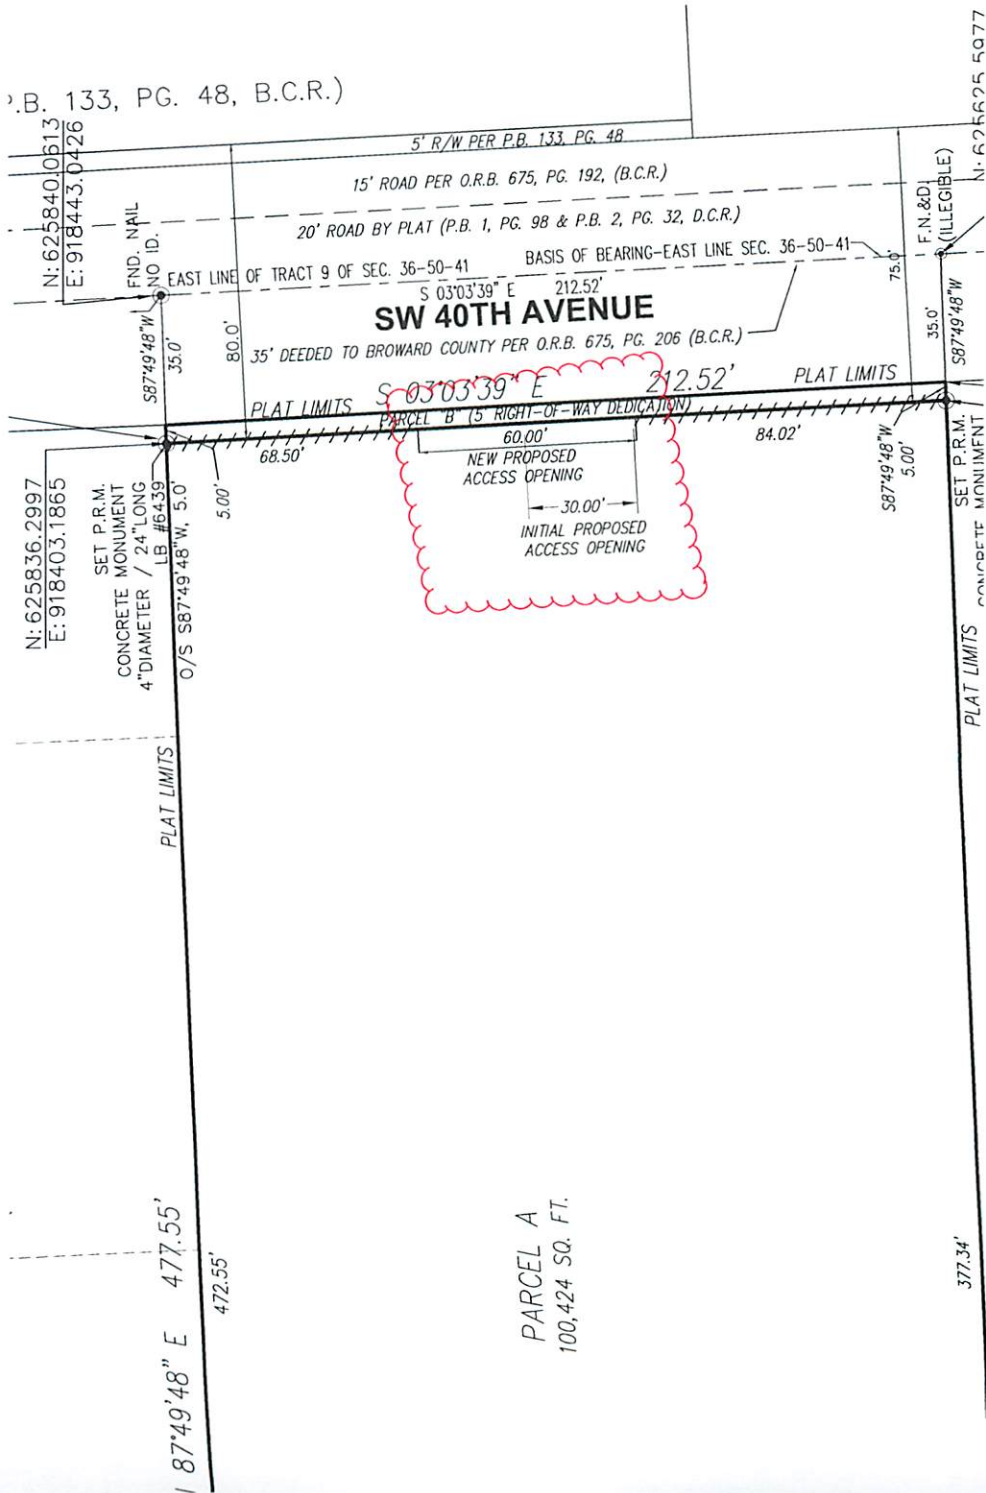 P.B. 133, PG. 48, B.C.R.)
N: 625840.0613
E: 918443.0426
FND. NAIL
NO ID.
5' R/W PER P.B. 133, PG. 48
15' ROAD PER O.R.B. 675, PG. 192, (B.C.R.)
20' ROAD BY PLAT (P.B. 1, PG. 98 & P.B. 2, PG. 32, D.C.R.)
EAST LINE OF TRACT 9 OF SEC. 36-50-41
BASIS OF BEARING-EAST LINE SEC. 36-50-41
S 03°03'39" E 212.52'
SW 40TH AVENUE
35' DEEDED TO BROWARD COUNTY PER O.R.B. 675, PG. 206 (B.C.R.)
S87°49'48"W
35.0'
80.0'
75.0'
F.N.&D.
(ILLEGIBLE)
N: 625625.5977
35.0'
S87°49'48"W
S 03°03'39" E 212.52'
PLAT LIMITS
PLAT LIMITS
PARCEL "B" (5' RIGHT-OF-WAY DEDICATION)
68.50'
60.00'
84.02'
NEW PROPOSED
ACCESS OPENING
30.00'
INITIAL PROPOSED
ACCESS OPENING
5.00'
S87°49'48"W
5.00'
N: 625836.2997
E: 918403.1865
SET P.R.M.
CONCRETE MONUMENT
4"DIAMETER / 24"LONG
LB #6439
O/S S87°49'48"W, 5.0'
SET P.R.M.
CONCRETE MONUMENT
PLAT LIMITS
PLAT LIMITS
87°49'48" E 477.55'
472.55'
PARCEL A
100,424 SQ. FT.
377.34'